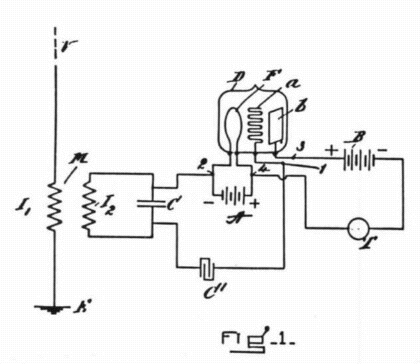 V
D F a
b
M
B
+ -
3
1
2 4
I₁ I₂ C
- A +
T
C"
E
Fig-1-